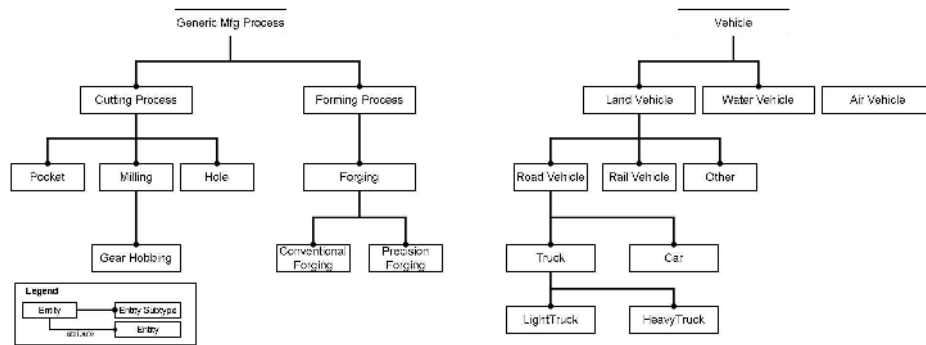 Generic Mfg Process
Vehicle
Cutting Process
Forming Process
Land Vehicle
Water Vehicle
Air Vehicle
Pocket
Milling
Hole
Forging
Road Vehicle
Rail Vehicle
Other
Gear Hobbing
Conventional
Forging
Precision
Forging
Truck
Car
Legend
Entity
Entity Subtype
Entity
LightTruck
HeavyTruck